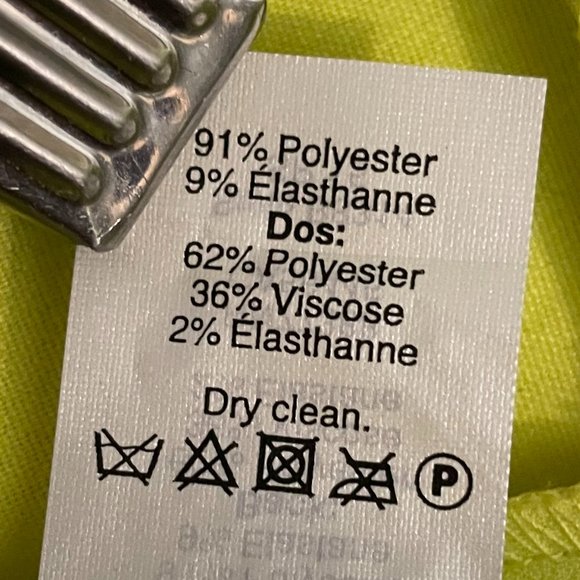 91% Polyester
9% Élasthanne
Dos:
62% Polyester
36% Viscose
2% Élasthanne
Dry clean.
P